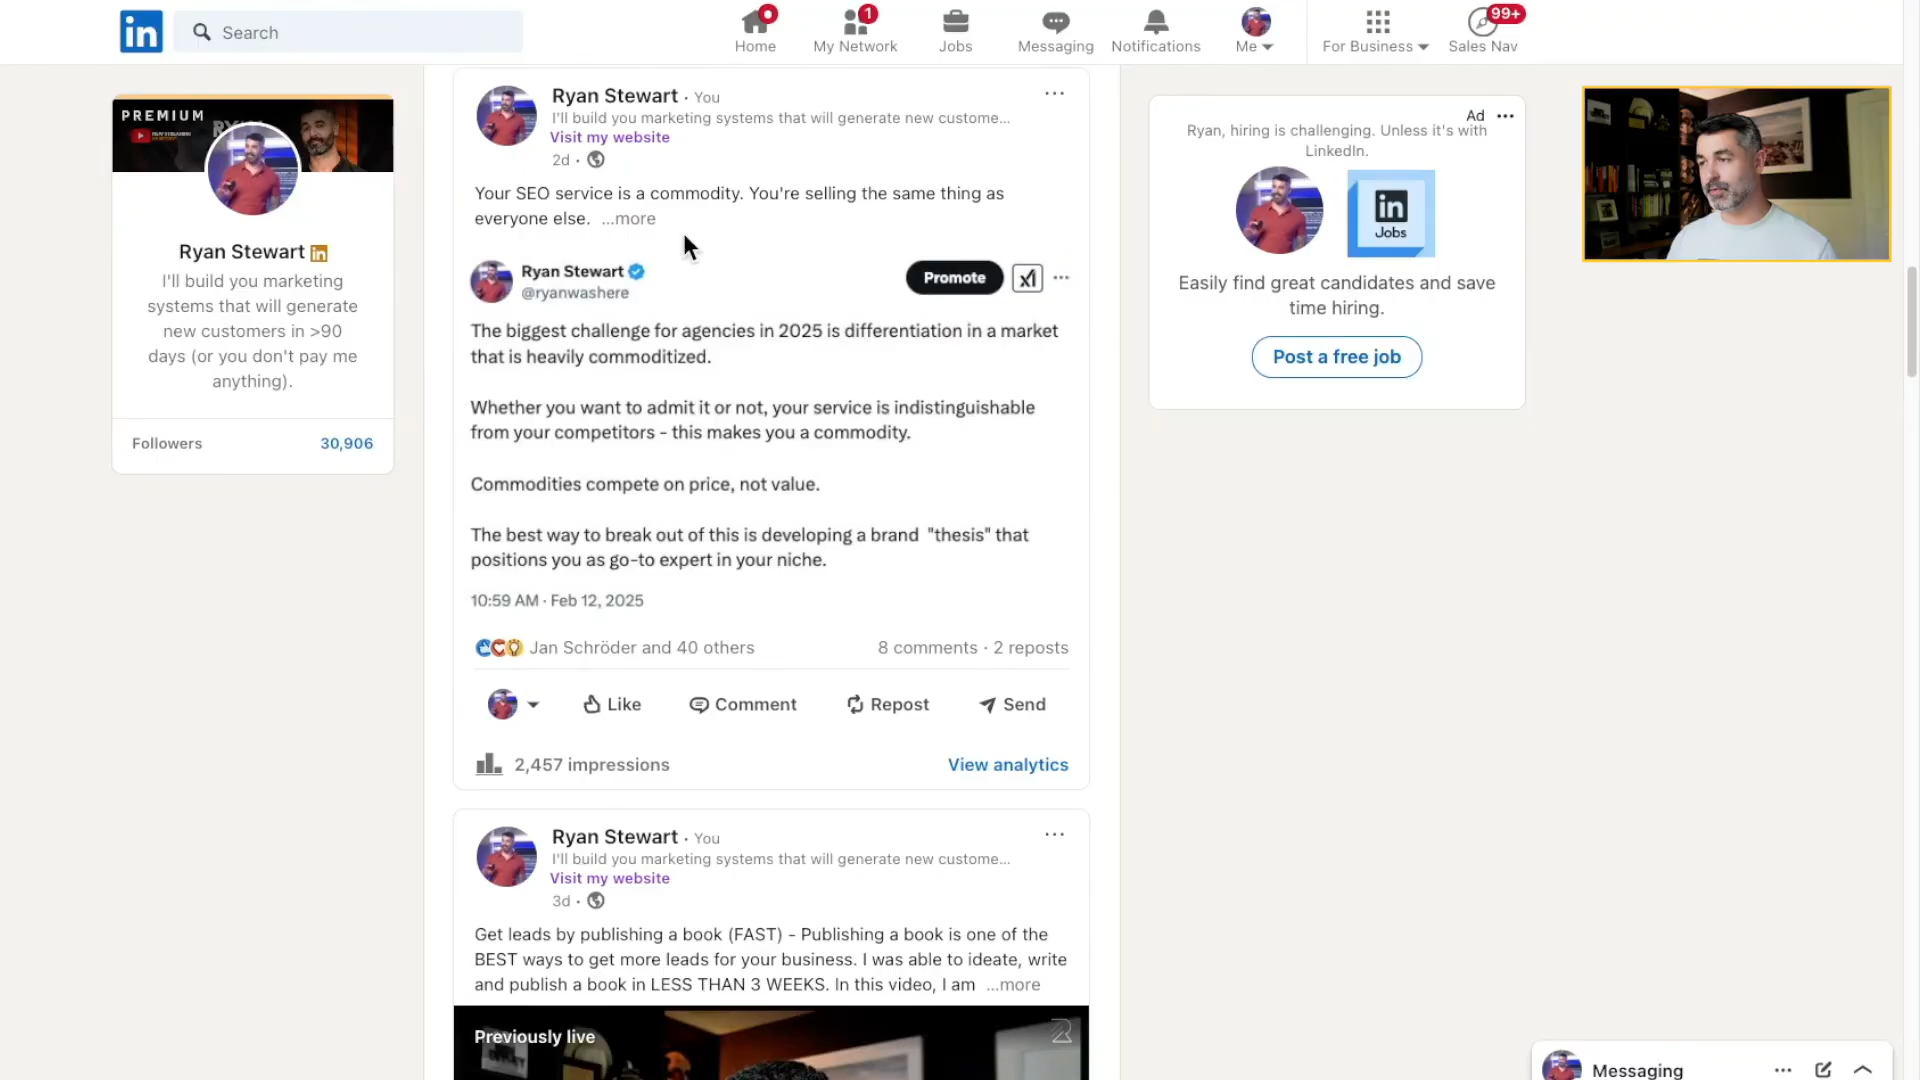 in
Search
Home
1
My Network
Jobs
Messaging
Notifications
Me
For Business
99+
Sales Nav
PREMIUM
Ryan Stewart in
I'll build you marketing
systems that will generate
new customers in >90
days (or you don't pay me
anything).
Followers 30,906
Ryan Stewart · You
I'll build you marketing systems that will generate new custome...
Visit my website
2d ·
Your SEO service is a commodity. You're selling the same thing as
everyone else. ...more
Ryan Stewart
@ryanwashere
Promote
The biggest challenge for agencies in 2025 is differentiation in a market
that is heavily commoditized.
Whether you want to admit it or not, your service is indistinguishable
from your competitors - this makes you a commodity.
Commodities compete on price, not value.
The best way to break out of this is developing a brand "thesis" that
positions you as go-to expert in your niche.
10:59 AM · Feb 12, 2025
Jan Schröder and 40 others
8 comments · 2 reposts
Like
Comment
Repost
Send
2,457 impressions
View analytics
Ryan Stewart · You
I'll build you marketing systems that will generate new custome...
Visit my website
3d ·
Get leads by publishing a book (FAST) - Publishing a book is one of the
BEST ways to get more leads for your business. I was able to ideate, write
and publish a book in LESS THAN 3 WEEKS. In this video, I am ...more
Previously live
Ad
Ryan, hiring is challenging. Unless it's with
LinkedIn.
in
Jobs
Easily find great candidates and save
time hiring.
Post a free job
Messaging